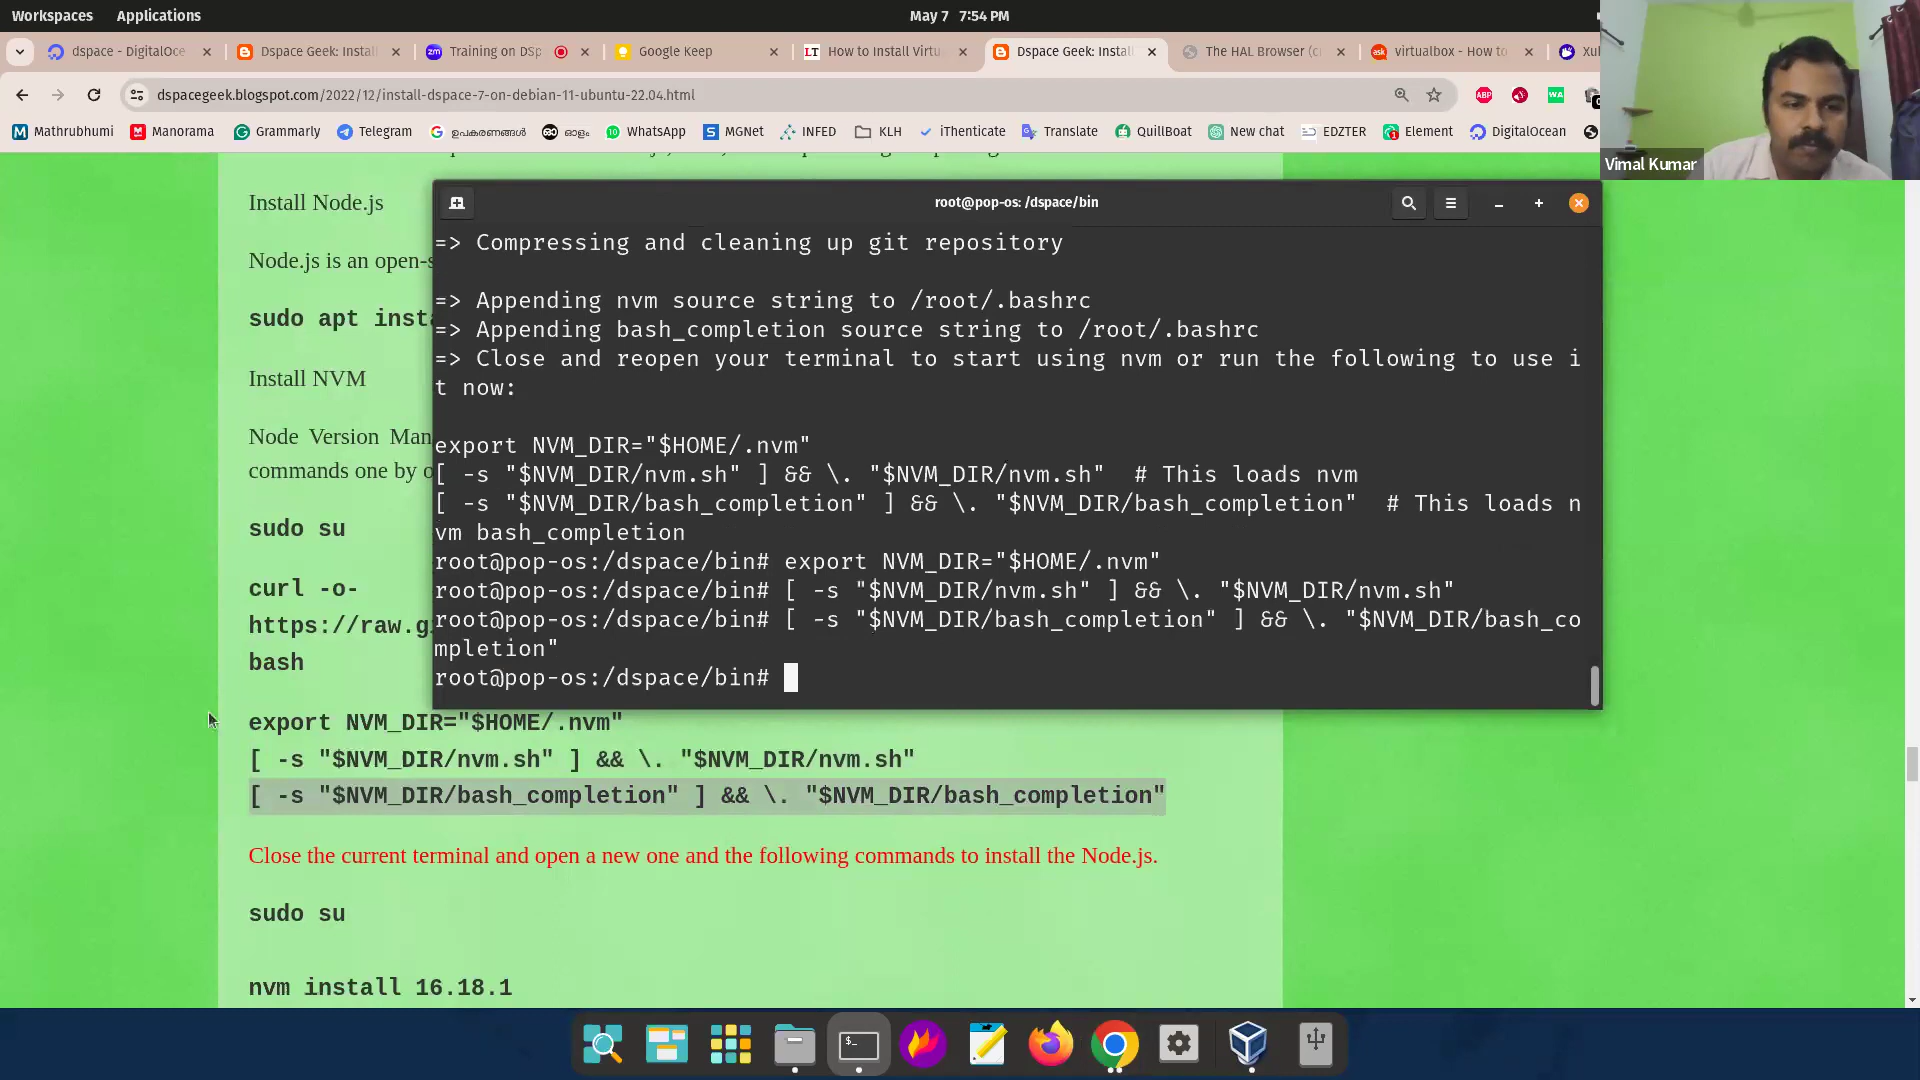 Workspaces Applications May 7 7:54 PM
dspace - DigitalOce Dspace Geek: Instal Training on DSp Google Keep How to Install Virtu Dspace Geek: Instal The HAL Browser (c virtualbox - How to Xul
dspacegeek.blogspot.com/2022/12/install-dspace-7-on-debian-11-ubuntu-22.04.html
Mathrubhumi Manorama Grammarly Telegram ഉപകരണങ്ങൾ ഓളം WhatsApp MGNet INFED KLH iThenticate Translate QuillBoat New chat EDZTER Element DigitalOcean
Vimal Kumar
Install Node.js
Node.js is an open-s
sudo apt insta
Install NVM
Node Version Man
commands one by o
sudo su
curl -o-
https://raw.gi
bash
root@pop-os: /dspace/bin
=> Compressing and cleaning up git repository
=> Appending nvm source string to /root/.bashrc
=> Appending bash_completion source string to /root/.bashrc
=> Close and reopen your terminal to start using nvm or run the following to use i
t now:
export NVM_DIR="$HOME/.nvm"
[ -s "$NVM_DIR/nvm.sh" ] && \. "$NVM_DIR/nvm.sh" # This loads nvm
[ -s "$NVM_DIR/bash_completion" ] && \. "$NVM_DIR/bash_completion" # This loads n
vm bash_completion
root@pop-os:/dspace/bin# export NVM_DIR="$HOME/.nvm"
root@pop-os:/dspace/bin# [ -s "$NVM_DIR/nvm.sh" ] && \. "$NVM_DIR/nvm.sh"
root@pop-os:/dspace/bin# [ -s "$NVM_DIR/bash_completion" ] && \. "$NVM_DIR/bash_co
mpletion"
root@pop-os:/dspace/bin#
export NVM_DIR="$HOME/.nvm"
[ -s "$NVM_DIR/nvm.sh" ] && \. "$NVM_DIR/nvm.sh"
[ -s "$NVM_DIR/bash_completion" ] && \. "$NVM_DIR/bash_completion"
Close the current terminal and open a new one and the following commands to install the Node.js.
sudo su
nvm install 16.18.1